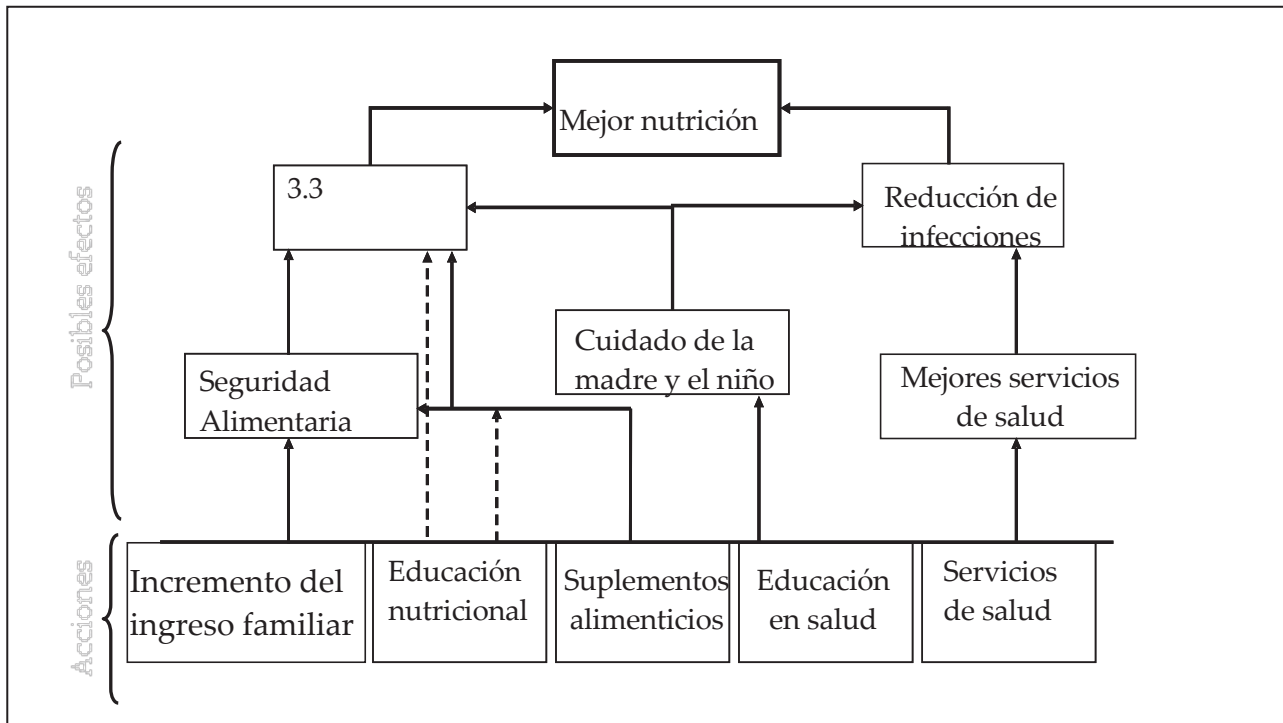 Mejor nutrición
3.3
Reducción de
infecciones
Posibles efectos
Cuidado de la
madre y el niño
Seguridad
Alimentaria
Mejores servicios
de salud
Acciones
Incremento del
ingreso familiar
Educación
nutricional
Suplementos
alimenticios
Educación
en salud
Servicios
de salud